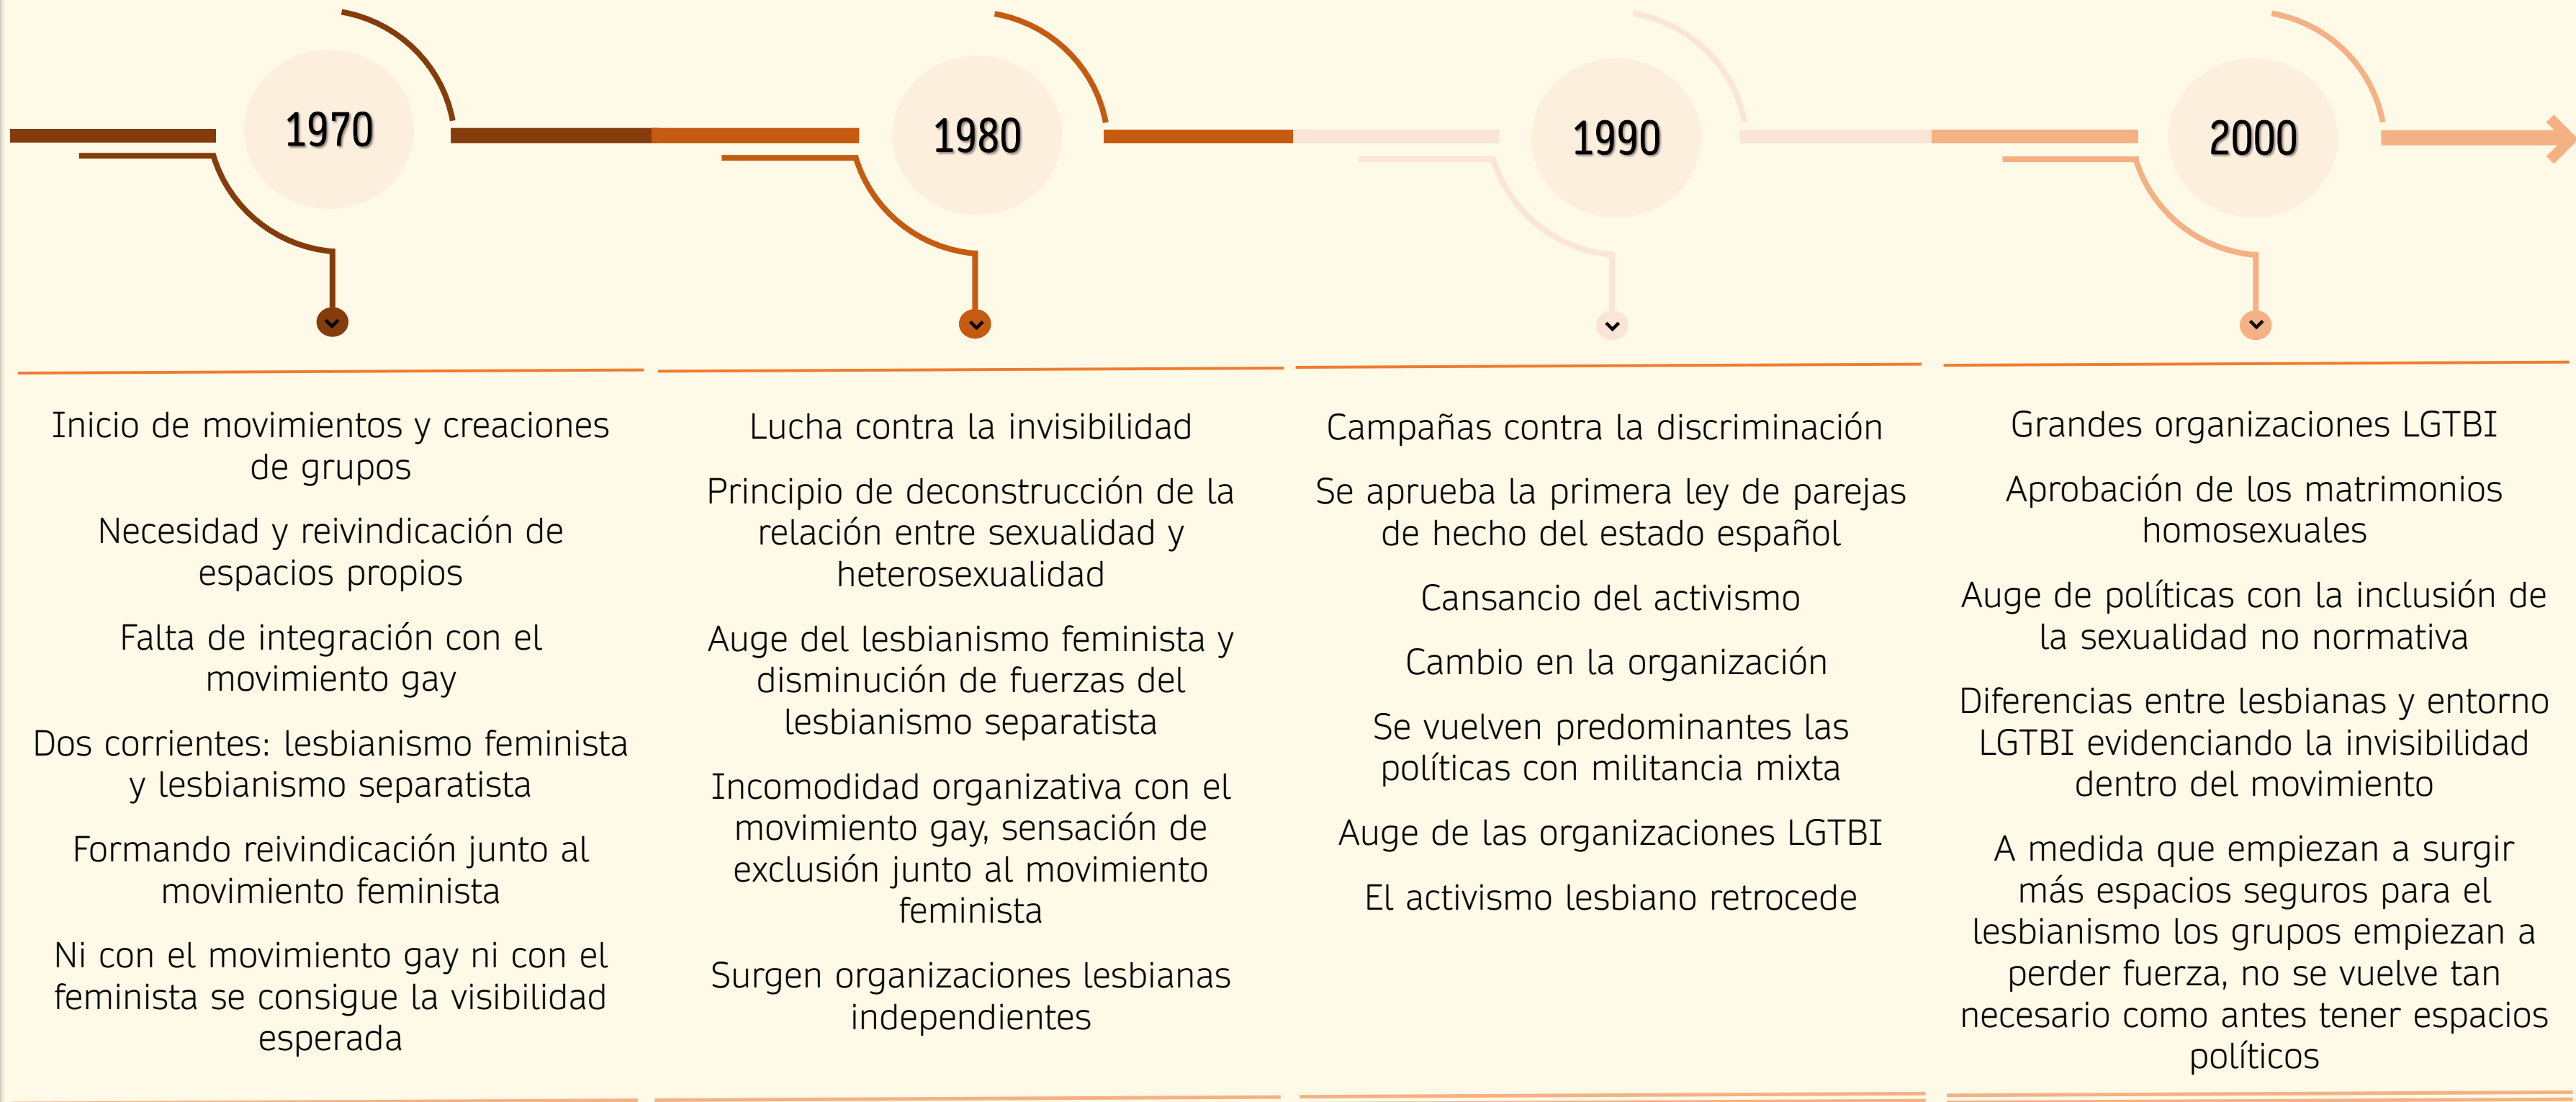 1970
1980
1990
2000
Inicio de movimientos y creaciones
de grupos
Necesidad y reivindicación de
espacios propios
Falta de integración con el
movimiento gay
Dos corrientes: lesbianismo feminista
y lesbianismo separatista
Formando reivindicación junto al
movimiento feminista
Ni con el movimiento gay ni con el
feminista se consigue la visibilidad
esperada
Lucha contra la invisibilidad
Principio de deconstrucción de la
relación entre sexualidad y
heterosexualidad
Auge del lesbianismo feminista y
disminución de fuerzas del
lesbianismo separatista
Incomodidad organizativa con el
movimiento gay, sensación de
exclusión junto al movimiento
feminista
Surgen organizaciones lesbianas
independientes
Campañas contra la discriminación
Se aprueba la primera ley de parejas
de hecho del estado español
Cansancio del activismo
Cambio en la organización
Se vuelven predominantes las
políticas con militancia mixta
Auge de las organizaciones LGTBI
El activismo lesbiano retrocede
Grandes organizaciones LGTBI
Aprobación de los matrimonios
homosexuales
Auge de políticas con la inclusión de
la sexualidad no normativa
Diferencias entre lesbianas y entorno
LGTBI evidenciando la invisibilidad
dentro del movimiento
A medida que empiezan a surgir
más espacios seguros para el
lesbianismo los grupos empiezan a
perder fuerza, no se vuelve tan
necesario como antes tener espacios
políticos